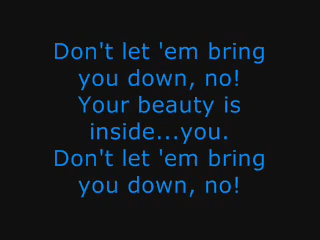 Don't let 'em bring
you down, no!
Your beauty is
inside...you.
Don't let 'em bring
you down, no!